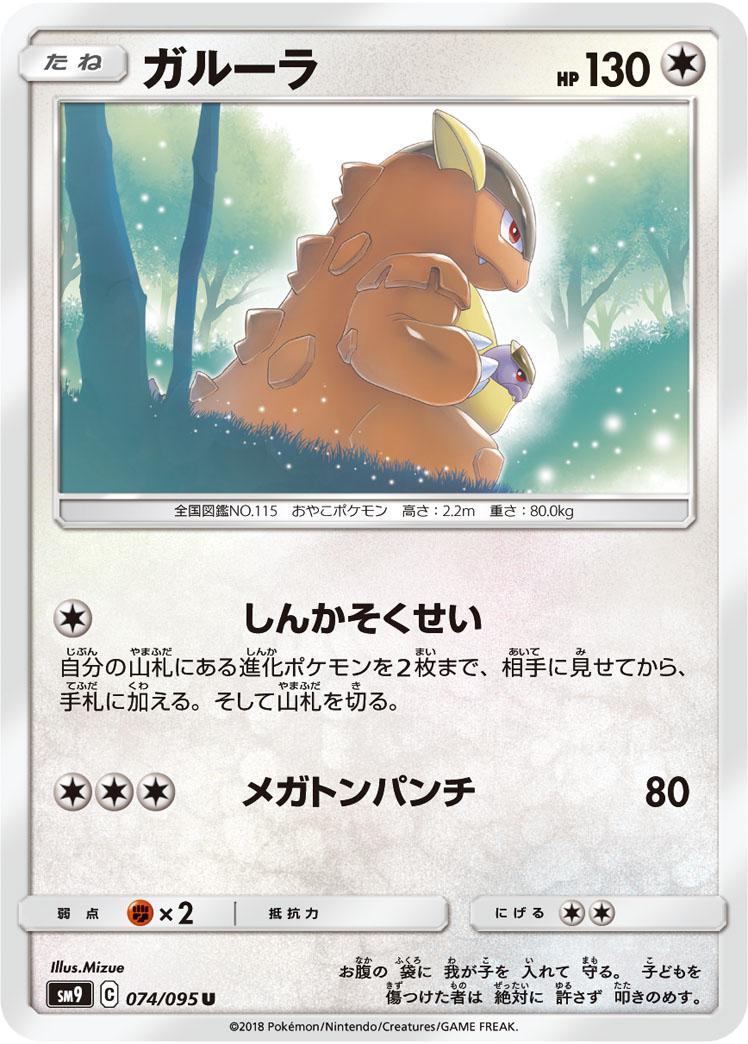 たね ガルーラ HP 130
全国図鑑NO.115 おやこポケモン 高さ：2.2m 重さ：80.0kg
しんかそくせい
自分の山札にある進化ポケモンを2枚まで、相手に見せてから、
手札に加える。そして山札を切る。
メガトンパンチ 80
弱点 ×2 抵抗力 にげる
Illus.Mizue
お腹の 袋に 我が子を 入れて 守る。 子どもを
傷つけた者は 絶対に 許さず 叩きのめす。
SM9 C 074/095 U
©2018 Pokémon/Nintendo/Creatures/GAME FREAK.